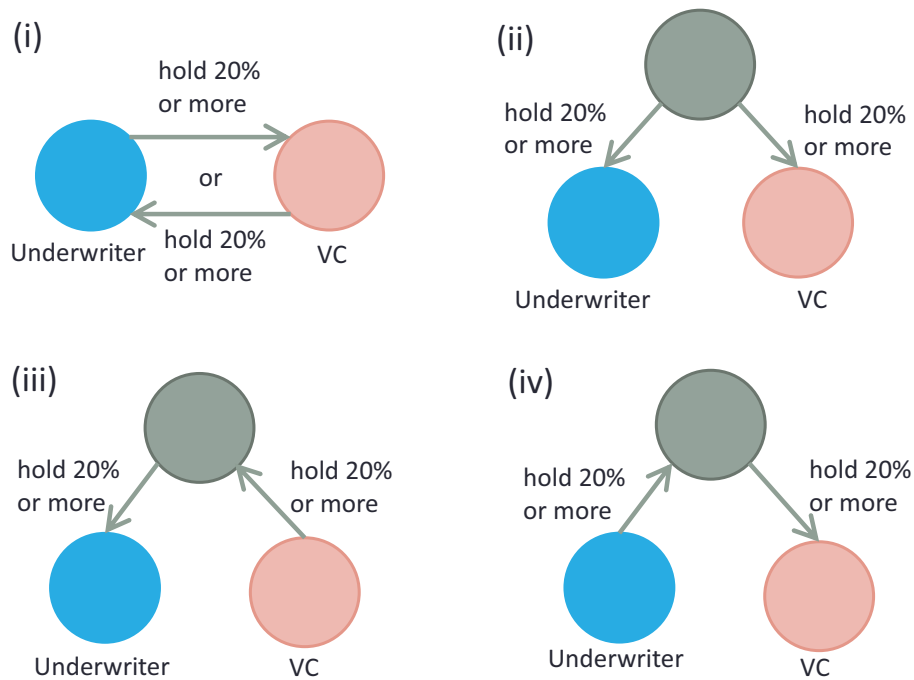 (i)
hold 20%
or more
or
hold 20%
or more
Underwriter
VC
(ii)
hold 20%
or more
hold 20%
or more
Underwriter
VC
(iii)
hold 20%
or more
hold 20%
or more
Underwriter
VC
(iv)
hold 20%
or more
hold 20%
or more
Underwriter
VC